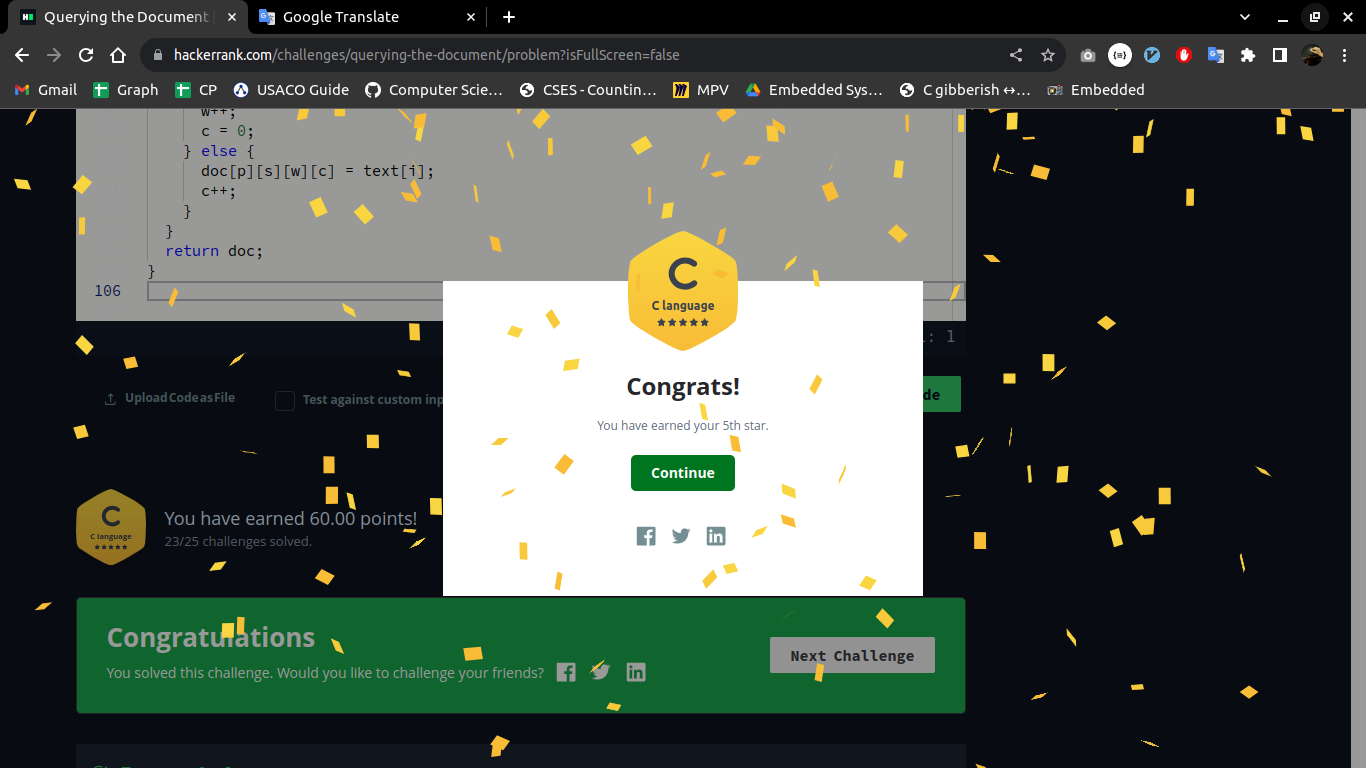 Querying the Document
Google Translate
hackerrank.com/challenges/querying-the-document/problem?isFullScreen=false
Gmail
Graph
CP
USACO Guide
Computer Scie...
CSES - Countin...
MPV
Embedded Sys...
C gibberish ↔...
Embedded
w++;
c = 0;
} else {
doc[p][s][w][c] = text[i];
c++;
}
}
return doc;
}
106
C language
: 1
Congrats!
You have earned your 5th star.
Continue
Upload Code as File
Test against custom inp
de
C language
You have earned 60.00 points!
23/25 challenges solved.
Congratulations
You solved this challenge. Would you like to challenge your friends?
Next Challenge